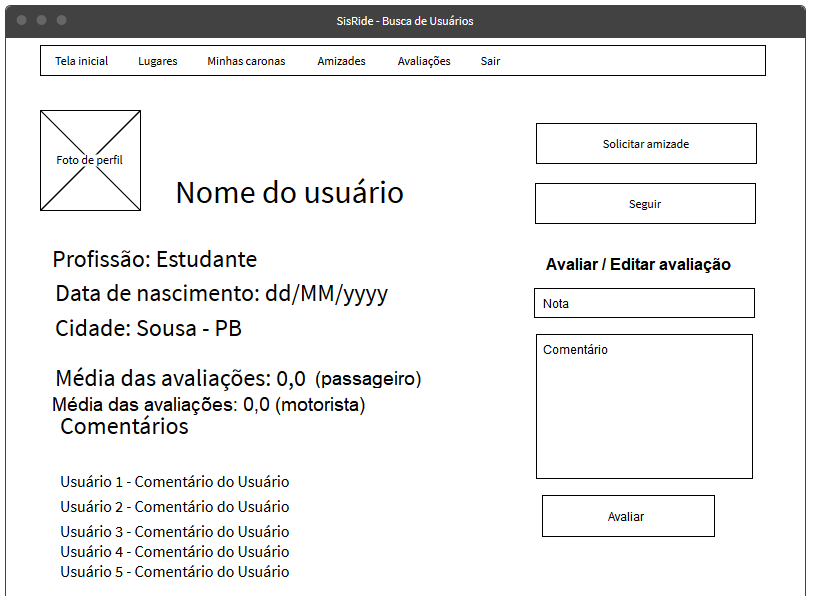 SisRide - Busca de Usuários
Tela inicial Lugares Minhas caronas Amizades Avaliações Sair
Foto de perfil
Nome do usuário
Profissão: Estudante
Data de nascimento: dd/MM/yyyy
Cidade: Sousa - PB
Média das avaliações: 0,0 (passageiro)
Média das avaliações: 0,0 (motorista)
Comentários
Usuário 1 - Comentário do Usuário
Usuário 2 - Comentário do Usuário
Usuário 3 - Comentário do Usuário
Usuário 4 - Comentário do Usuário
Usuário 5 - Comentário do Usuário
Solicitar amizade
Seguir
Avaliar / Editar avaliação
Nota
Comentário
Avaliar